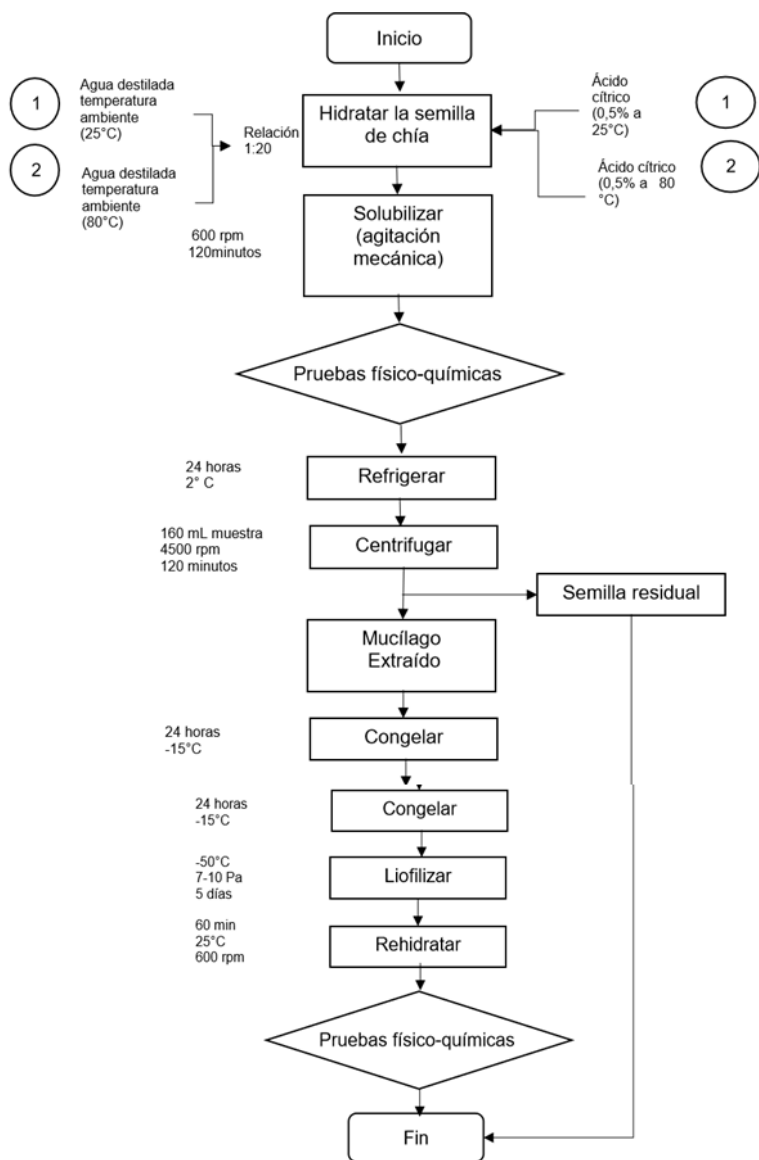 Inicio
1
Agua destilada
temperatura
ambiente
(25°C)
2
Agua destilada
temperatura
ambiente
(80°C)
Relación
1:20
Hidratar la semilla
de chía
Ácido
cítrico
(0,5% a
25°C)
1
Ácido cítrico
(0,5% a 80
°C)
2
600 rpm
120minutos
Solubilizar
(agitación
mecánica)
Pruebas físico-químicas
24 horas
2° C
Refrigerar
160 mL muestra
4500 rpm
120 minutos
Centrifugar
Semilla residual
Mucílago
Extraído
24 horas
-15°C
Congelar
24 horas
-15°C
Congelar
-50°C
7-10 Pa
5 días
Liofilizar
60 min
25°C
600 rpm
Rehidratar
Pruebas físico-químicas
Fin